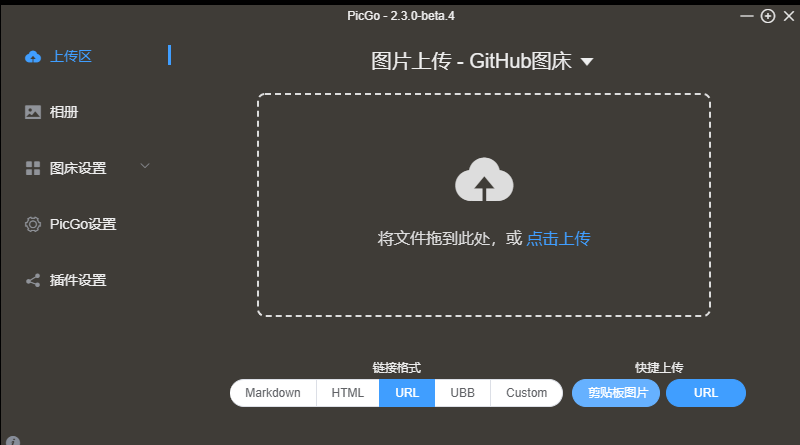 PicGo - 2.3.0-beta.4
上传区
相册
图床设置
PicGo设置
插件设置
图片上传 - GitHub图床
将文件拖到此处，或 点击上传
链接格式
Markdown HTML URL UBB Custom
快捷上传
剪贴板图片 URL